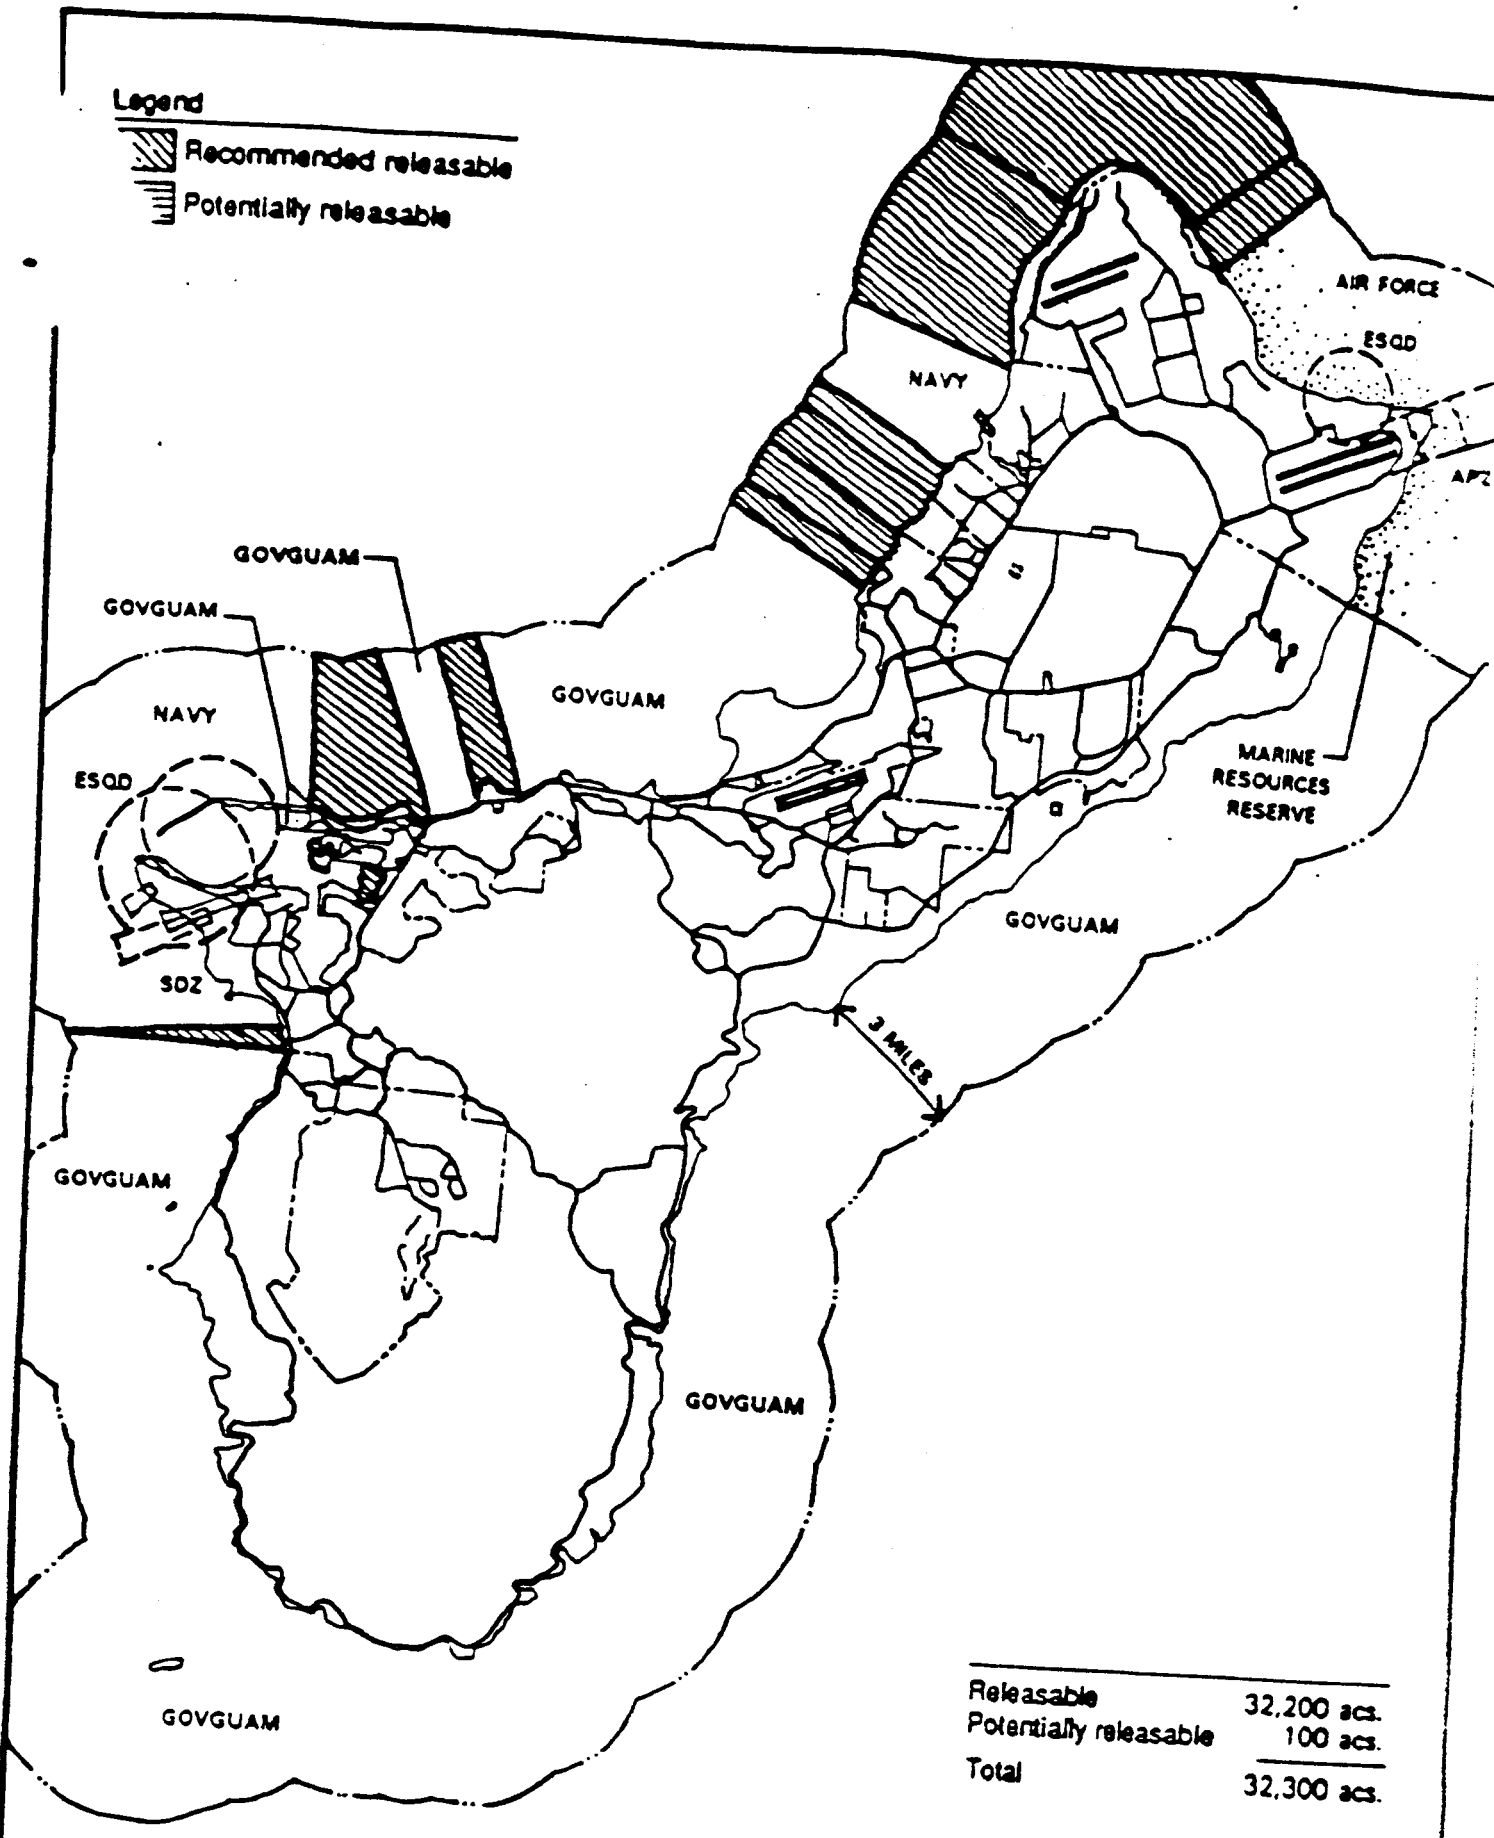 Legend
Recommended releasable
Potentially releasable
AIR FORCE
ESQD
NAVY
APZ
GOVGUAM
GOVGUAM
GOVGUAM
NAVY
ESQD
MARINE
RESOURCES
RESERVE
GOVGUAM
SDZ
3 MILES
GOVGUAM
GOVGUAM
GOVGUAM
Releasable 32,200 acs.
Potentially releasable 100 acs.
Total 32,300 acs.